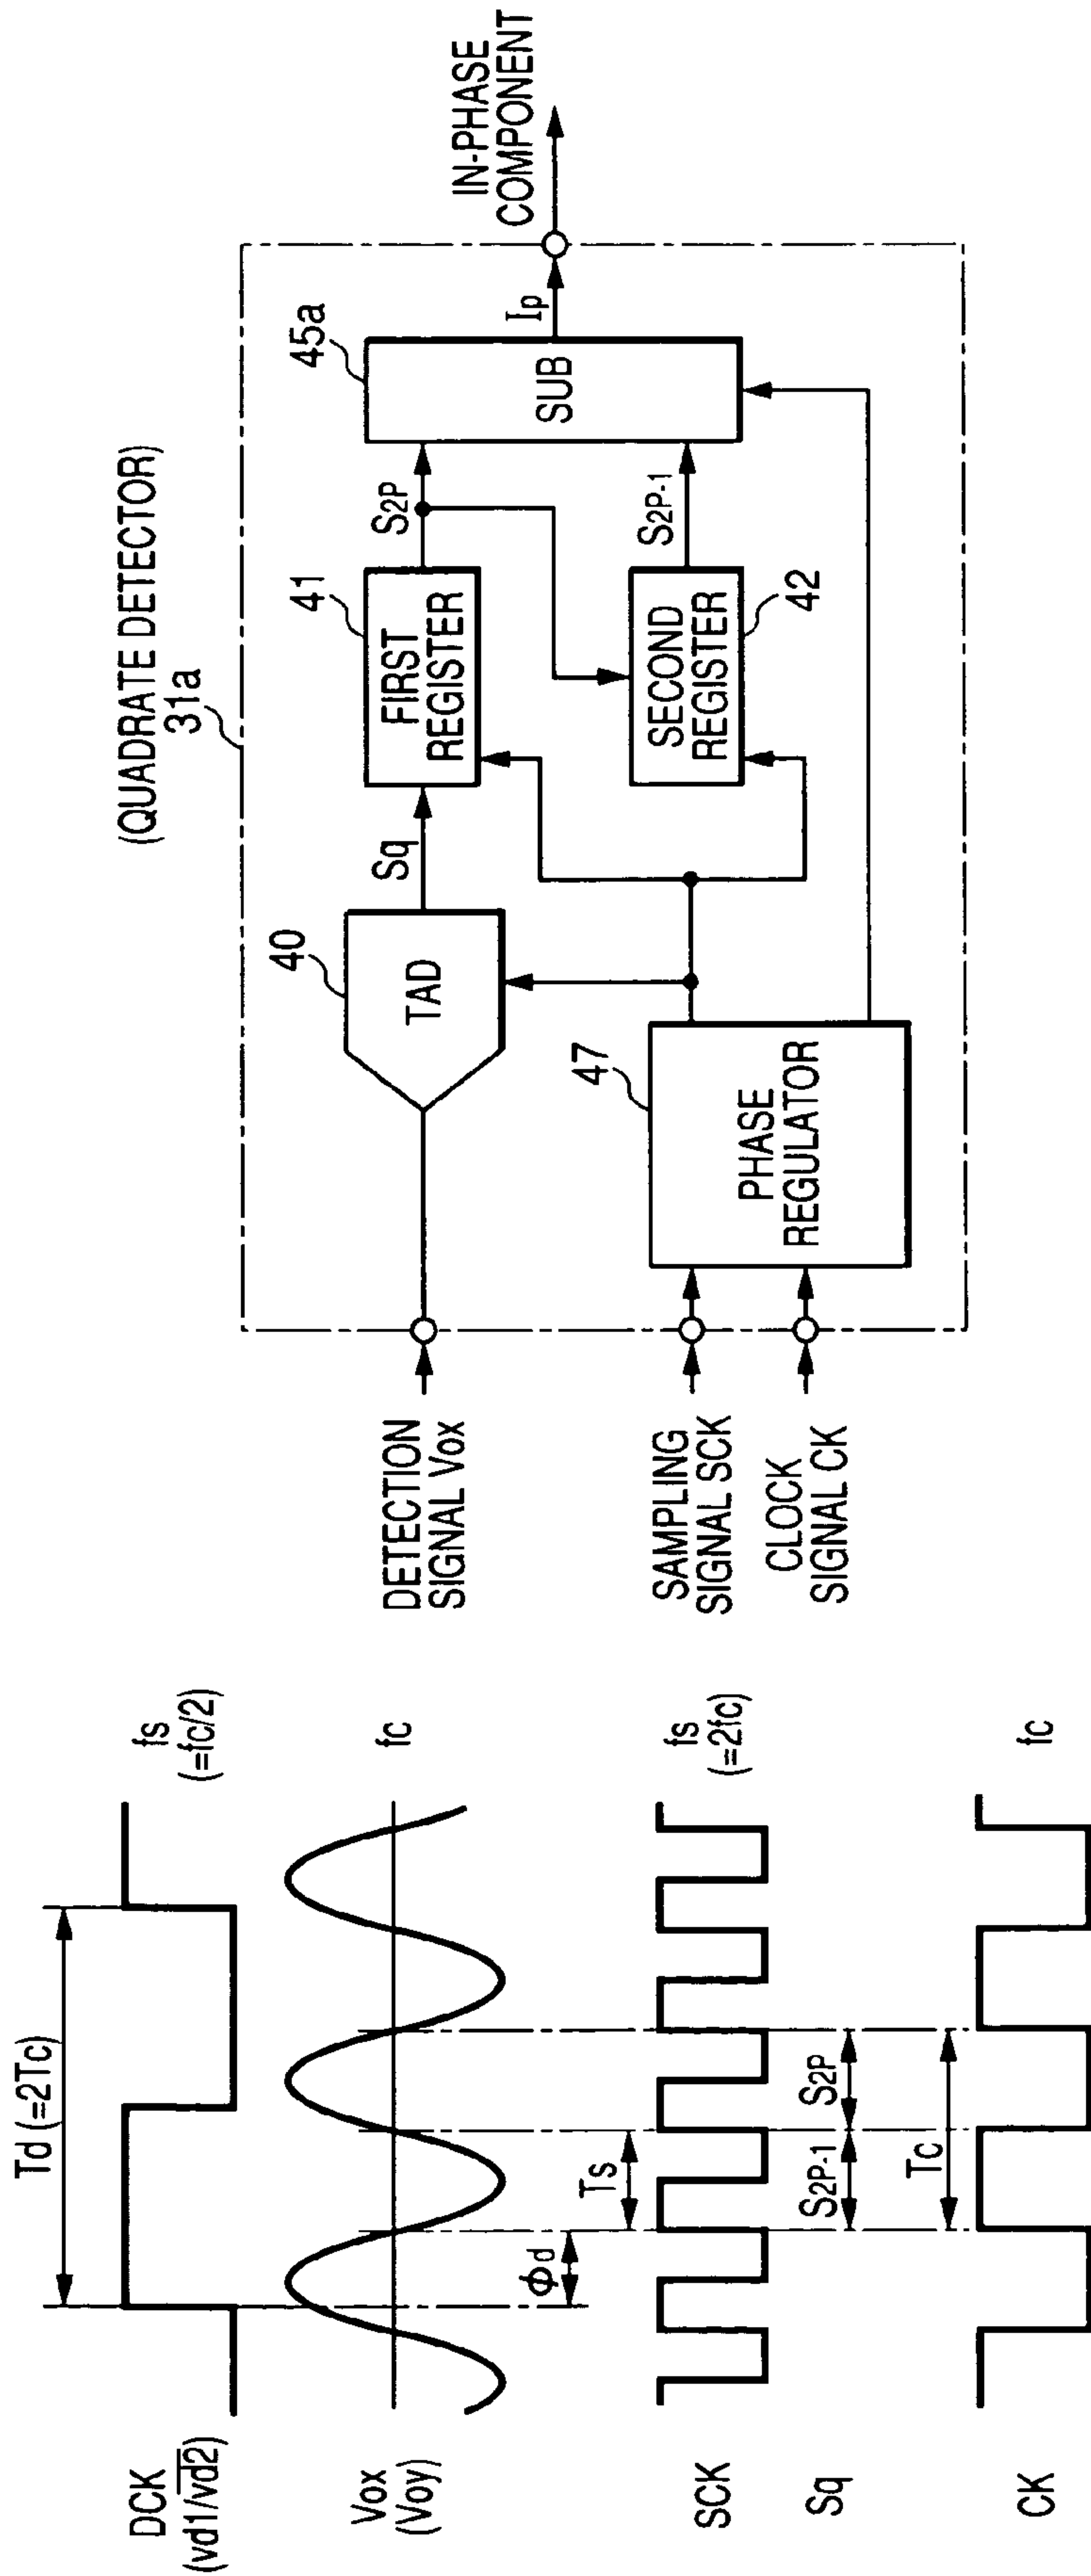 (QUADRATE DETECTOR)
31a
DETECTION
SIGNAL Vox
SAMPLING
SIGNAL SCK
CLOCK
SIGNAL CK
40
TAD
Sq
41
FIRST
REGISTER
S2P
45a
SUB
Ip
IN-PHASE
COMPONENT
47
PHASE
REGULATOR
SECOND
REGISTER
42
S2P-1
Td (=2Tc)
DCK
(vd1/v̅d̅2̅)
fs
(=fc/2)
Vox
(Voy)
fc
Φd
Ts
SCK
fs
(=2fc)
Sq
S2P-1
S2P
Tc
CK
fc